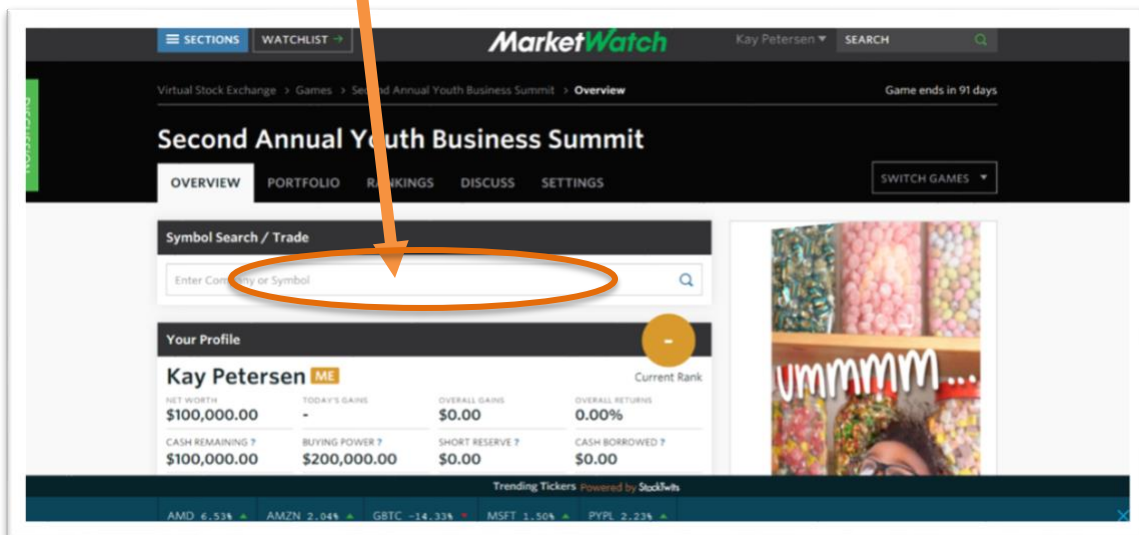 SECTIONS WATCHLIST → MarketWatch Kay Petersen ▼ SEARCH
Virtual Stock Exchange > Games > Second Annual Youth Business Summit > Overview Game ends in 91 days
DISCUSSION
Second Annual Youth Business Summit
OVERVIEW PORTFOLIO RANKINGS DISCUSS SETTINGS SWITCH GAMES ▼
Symbol Search / Trade
Enter Company or Symbol
Your Profile -
Kay Petersen ME Current Rank
NET WORTH TODAY'S GAINS OVERALL GAINS OVERALL RETURNS
$100,000.00 - $0.00 0.00%
CASH REMAINING ? BUYING POWER ? SHORT RESERVE ? CASH BORROWED ?
$100,000.00 $200,000.00 $0.00 $0.00
ummmm...
Trending Tickers Powered by StockTwits
AMD 6.53% ▲ AMZN 2.04% ▲ GBTC -14.33% ▼ MSFT 1.50% ▲ PYPL 2.23% ▲ X